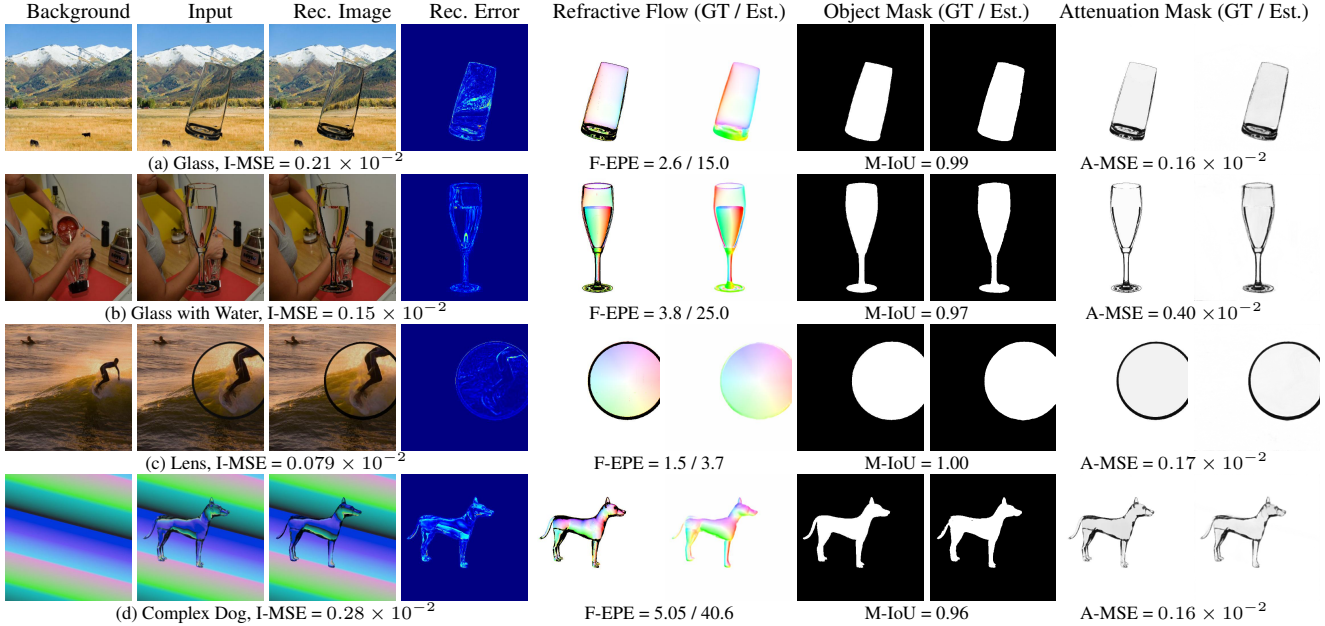 Background Input Rec. Image Rec. Error Refractive Flow (GT / Est.) Object Mask (GT / Est.) Attenuation Mask (GT / Est.)
(a) Glass, I-MSE = 0.21 × 10⁻² F-EPE = 2.6 / 15.0 M-IoU = 0.99 A-MSE = 0.16 × 10⁻²
(b) Glass with Water, I-MSE = 0.15 × 10⁻² F-EPE = 3.8 / 25.0 M-IoU = 0.97 A-MSE = 0.40 × 10⁻²
(c) Lens, I-MSE = 0.079 × 10⁻² F-EPE = 1.5 / 3.7 M-IoU = 1.00 A-MSE = 0.17 × 10⁻²
(d) Complex Dog, I-MSE = 0.28 × 10⁻² F-EPE = 5.05 / 40.6 M-IoU = 0.96 A-MSE = 0.16 × 10⁻²